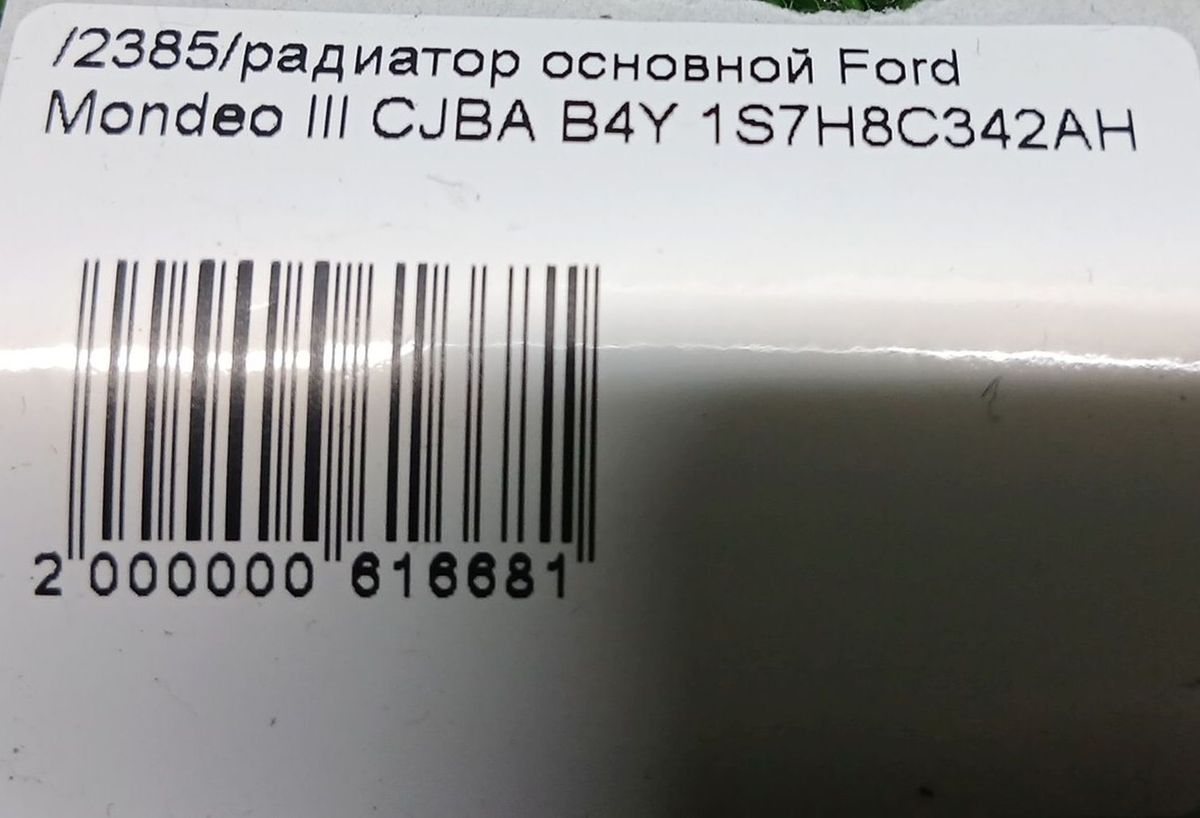 /2385/радиатор основной Ford
Mondeo III CJBA B4Y 1S7H8C342AH
2 000000 616681